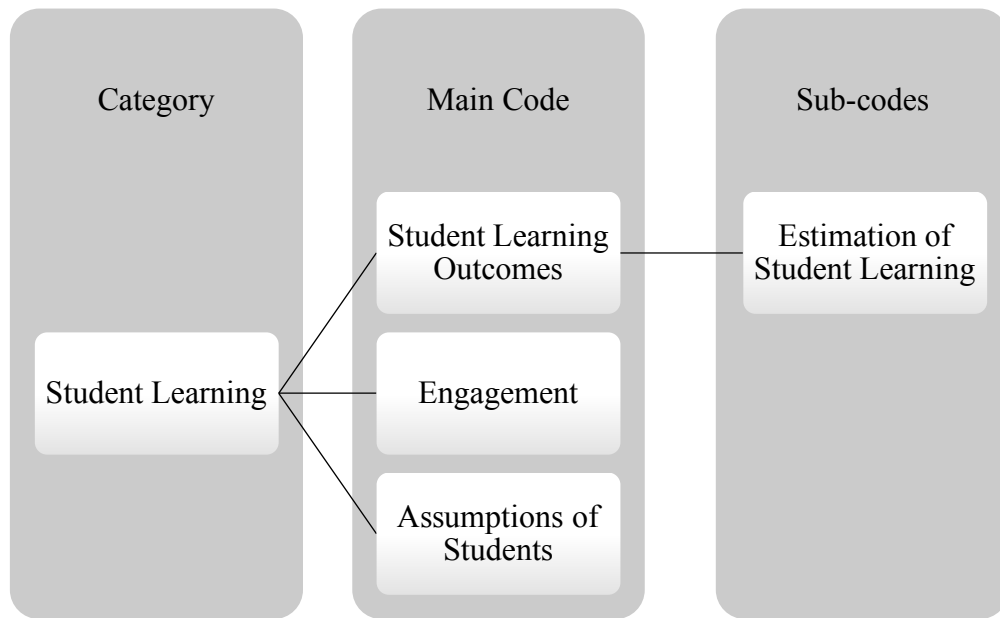 Category
Main Code
Sub-codes
Student Learning
Outcomes
Estimation of
Student Learning
Student Learning
Engagement
Assumptions of
Students